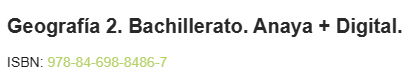 Geografía 2. Bachillerato. Anaya + Digital.
ISBN: 978-84-698-8486-7